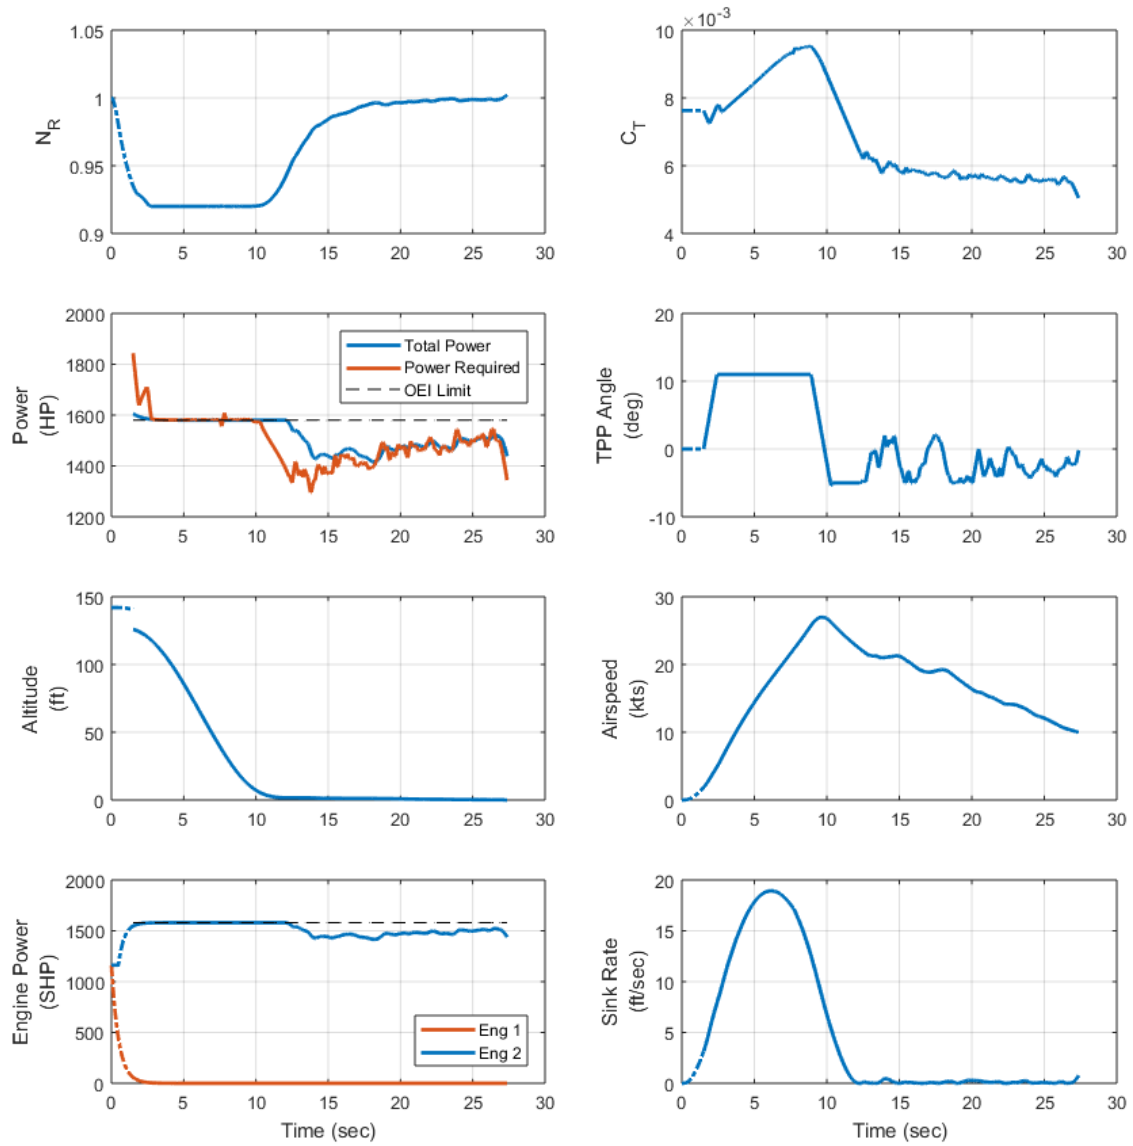 1.05
1
0.95
0.9
N_R
0 5 10 15 20 25 30
×10^-3
10
8
6
4
C_T
0 5 10 15 20 25 30
2000
1800
1600
1400
1200
Power
(HP)
Total Power
Power Required
OEI Limit
0 5 10 15 20 25 30
20
10
0
-10
TPP Angle
(deg)
0 5 10 15 20 25 30
150
100
50
0
Altitude
(ft)
0 5 10 15 20 25 30
30
20
10
0
Airspeed
(kts)
0 5 10 15 20 25 30
2000
1500
1000
500
0
Engine Power
(SHP)
Eng 1
Eng 2
0 5 10 15 20 25 30
Time (sec)
20
15
10
5
0
Sink Rate
(ft/sec)
0 5 10 15 20 25 30
Time (sec)